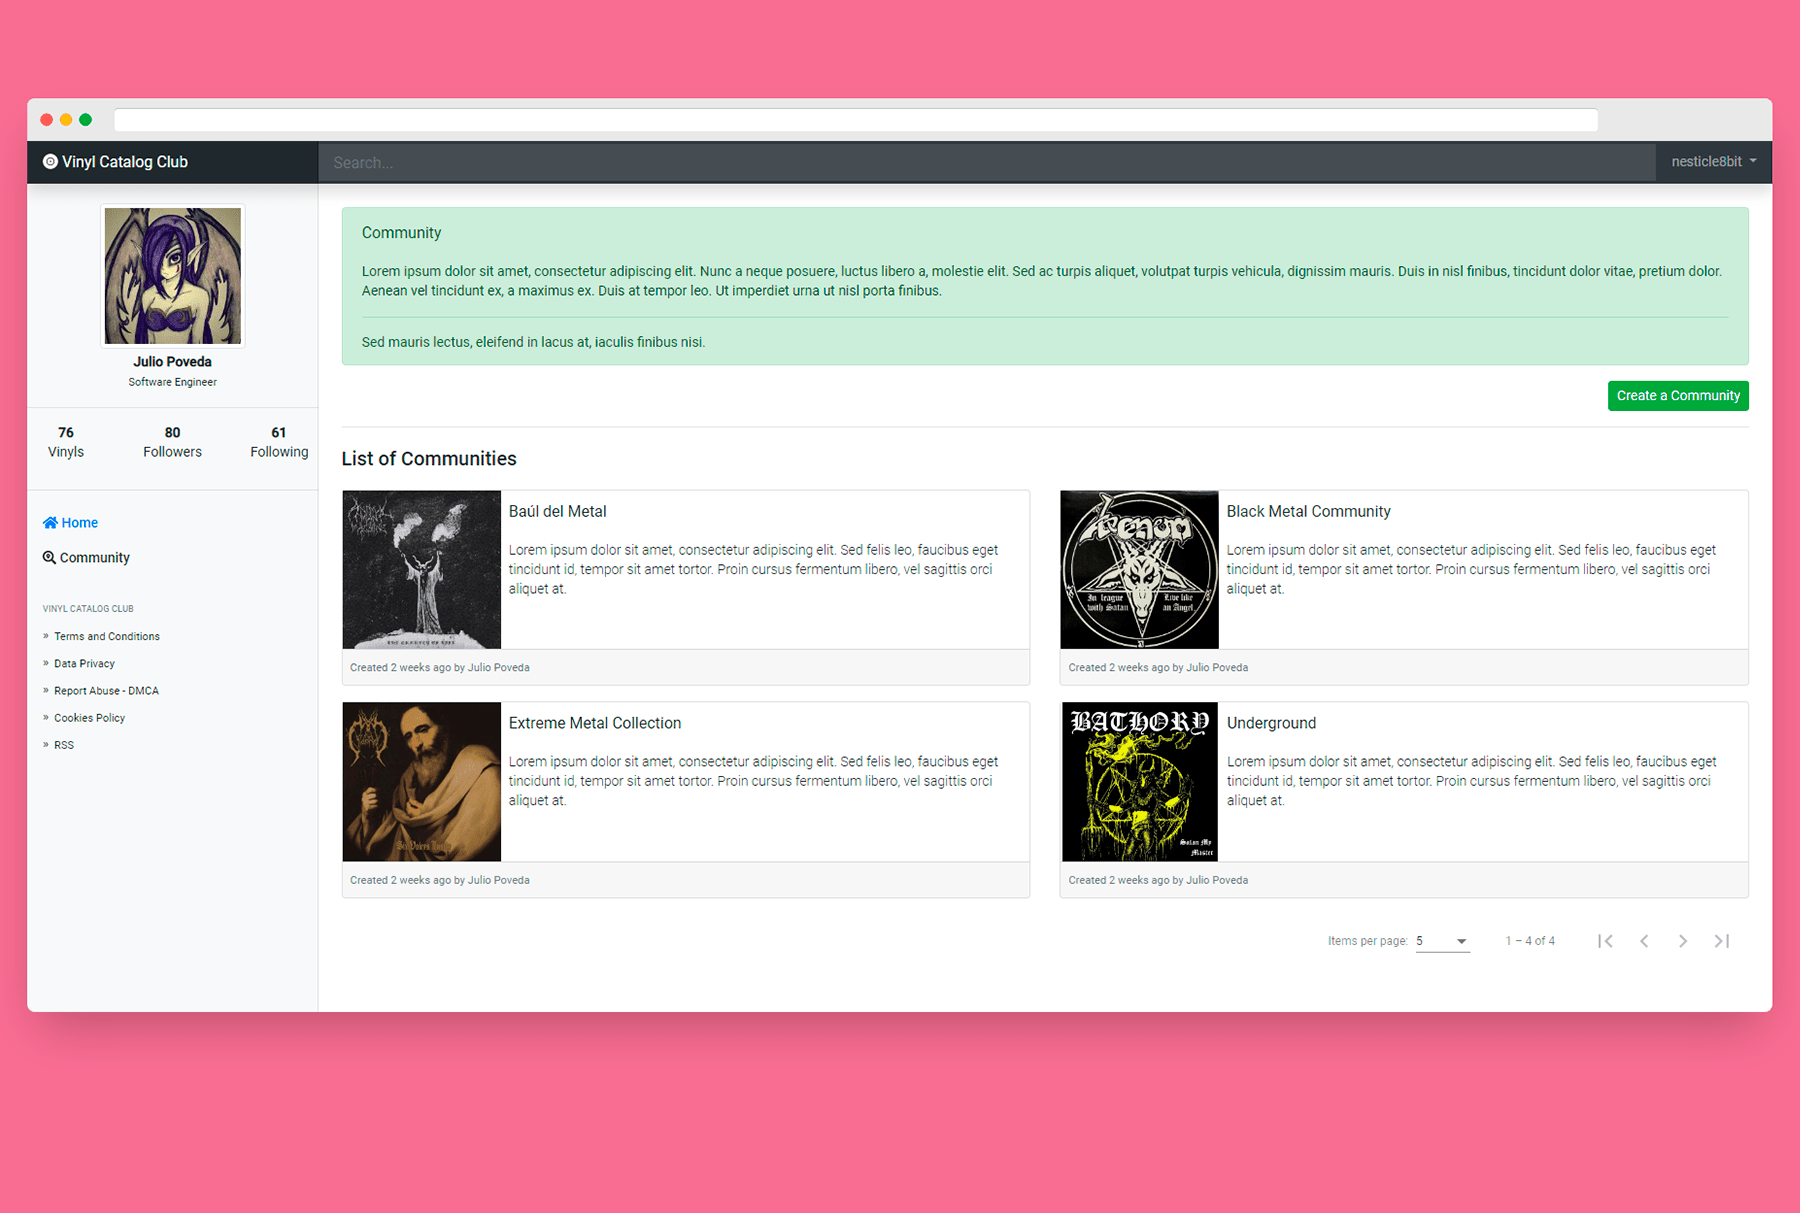 Vinyl Catalog Club
Search...
nesticle8bit
Julio Poveda
Software Engineer
76
80
61
Vinyls
Followers
Following
Home
Community
VINYL CATALOG CLUB
» Terms and Conditions
» Data Privacy
» Report Abuse - DMCA
» Cookies Policy
» RSS
Community
Lorem ipsum dolor sit amet, consectetur adipiscing elit. Nunc a neque posuere, luctus libero a, molestie elit. Sed ac turpis aliquet, volutpat turpis vehicula, dignissim mauris. Duis in nisl finibus, tincidunt dolor vitae, pretium dolor.
Aenean vel tincidunt ex, a maximus ex. Duis at tempor leo. Ut imperdiet urna ut nisl porta finibus.
Sed mauris lectus, eleifend in lacus at, iaculis finibus nisi.
Create a Community
List of Communities
Baúl del Metal
Lorem ipsum dolor sit amet, consectetur adipiscing elit. Sed felis leo, faucibus eget
tincidunt id, tempor sit amet tortor. Proin cursus fermentum libero, vel sagittis orci
aliquet at.
Created 2 weeks ago by Julio Poveda
Venom
In league
with Satan
Live like
an Angel
Black Metal Community
Lorem ipsum dolor sit amet, consectetur adipiscing elit. Sed felis leo, faucibus eget
tincidunt id, tempor sit amet tortor. Proin cursus fermentum libero, vel sagittis orci
aliquet at.
Created 2 weeks ago by Julio Poveda
Extreme Metal Collection
Lorem ipsum dolor sit amet, consectetur adipiscing elit. Sed felis leo, faucibus eget
tincidunt id, tempor sit amet tortor. Proin cursus fermentum libero, vel sagittis orci
aliquet at.
Created 2 weeks ago by Julio Poveda
BATHORY
Satan My
Master
Underground
Lorem ipsum dolor sit amet, consectetur adipiscing elit. Sed felis leo, faucibus eget
tincidunt id, tempor sit amet tortor. Proin cursus fermentum libero, vel sagittis orci
aliquet at.
Created 2 weeks ago by Julio Poveda
Items per page: 5
1 – 4 of 4